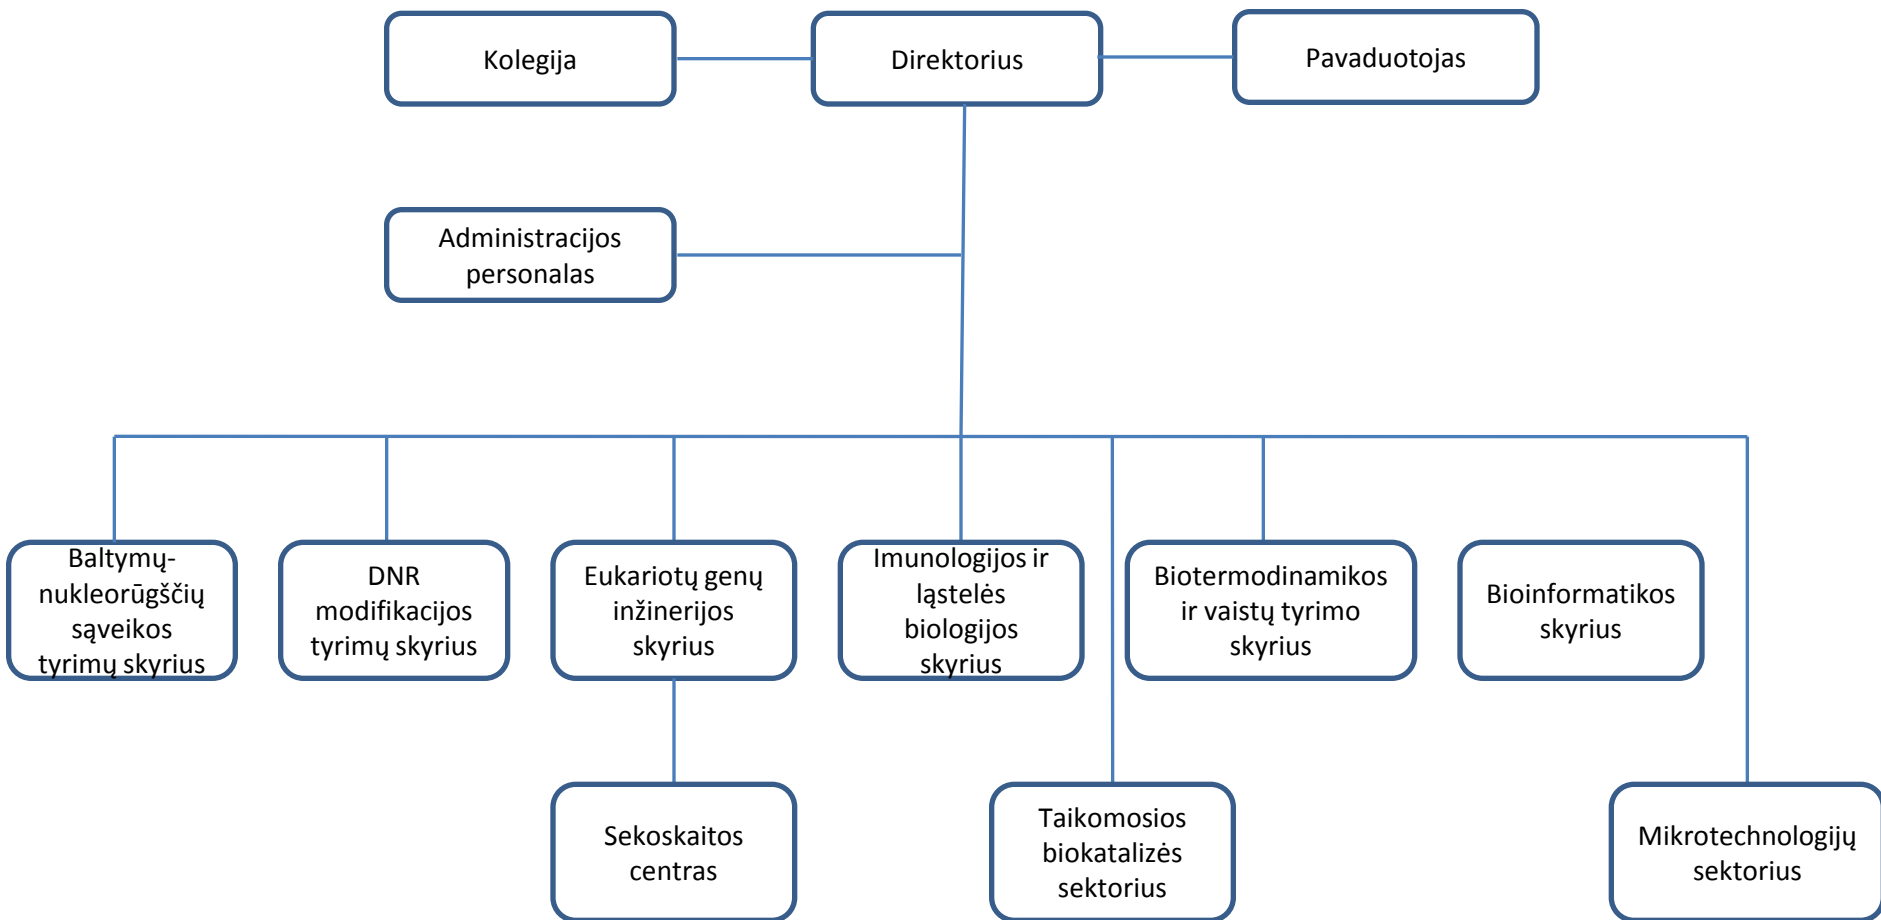 Kolegija
Direktorius
Pavaduotojas
Administracijos
personalas
Baltymų-
nukleorūgščių
sąveikos
tyrimų skyrius
DNR
modifikacijos
tyrimų skyrius
Eukariotų genų
inžinerijos
skyrius
Imunologijos ir
ląstelės
biologijos
skyrius
Biotermodinamikos
ir vaistų tyrimo
skyrius
Bioinformatikos
skyrius
Sekoskaitos
centras
Taikomosios
biokatalizės
sektorius
Mikrotechnologijų
sektorius